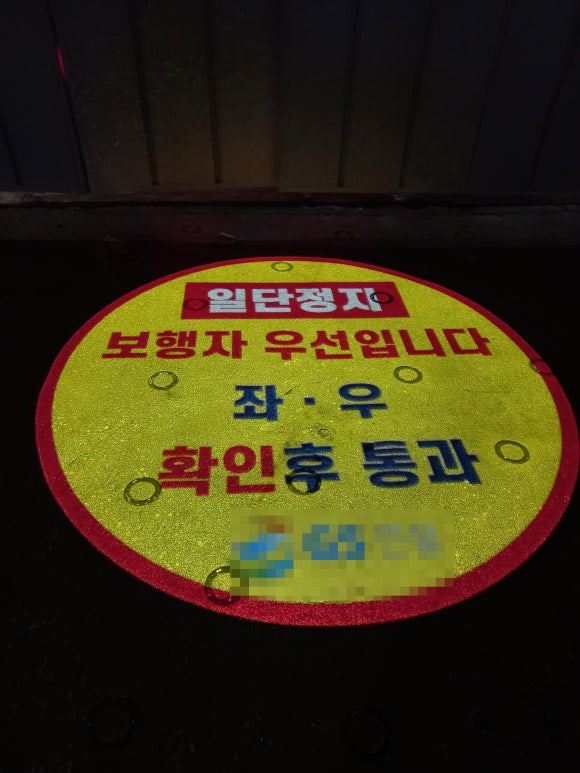 일단정지
보행자 우선입니다
좌·우
확인후 통과